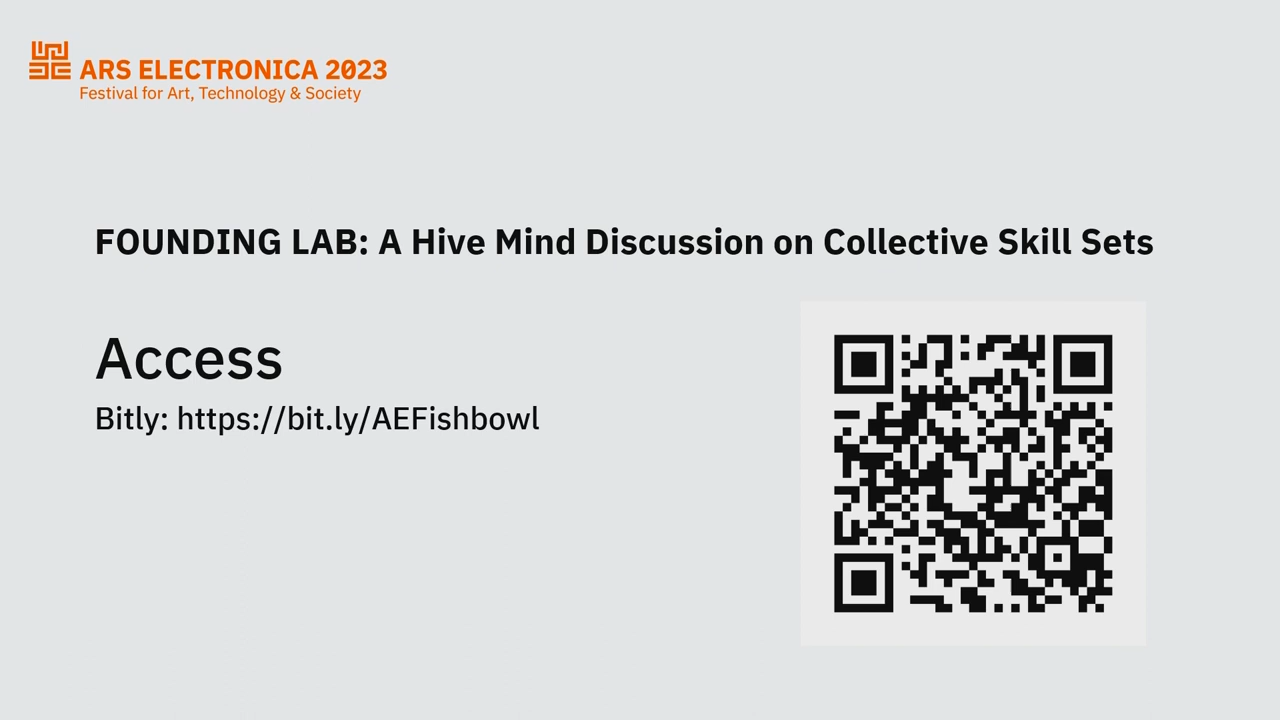 ARS ELECTRONICA 2023
Festival for Art, Technology & Society
FOUNDING LAB: A Hive Mind Discussion on Collective Skill Sets
Access
Bitly: https://bit.ly/AEFishbowl